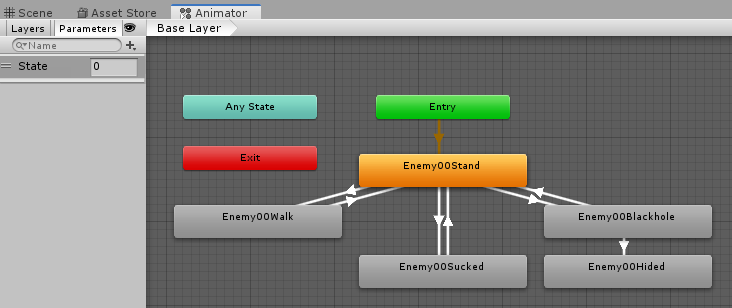 Scene Asset Store Animator
Layers Parameters Base Layer
Name
State 0
Any State Entry
Exit Enemy00Stand
Enemy00Walk Enemy00Blackhole
Enemy00Sucked Enemy00Hided